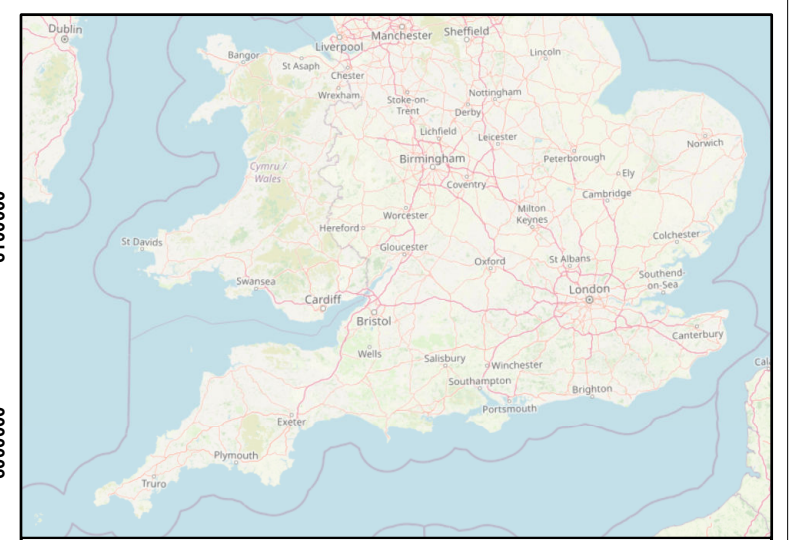 Dublin
Manchester
Sheffield
Liverpool
Bangor
Lincoln
St Asaph
Chester
Wrexham
Stoke-on-
Trent
Nottingham
Derby
Lichfield
Leicester
Norwich
Birmingham
Peterborough
Cymru /
Wales
Ely
Coventry
Cambridge
Worcester
Milton
Keynes
Hereford
Colchester
St Davids
Gloucester
Oxford
St Albans
Southend-
on-Sea
Swansea
London
Cardiff
Bristol
Canterbury
Wells
Salisbury
Winchester
Cal
Southampton
Brighton
Portsmouth
Exeter
Plymouth
Truro